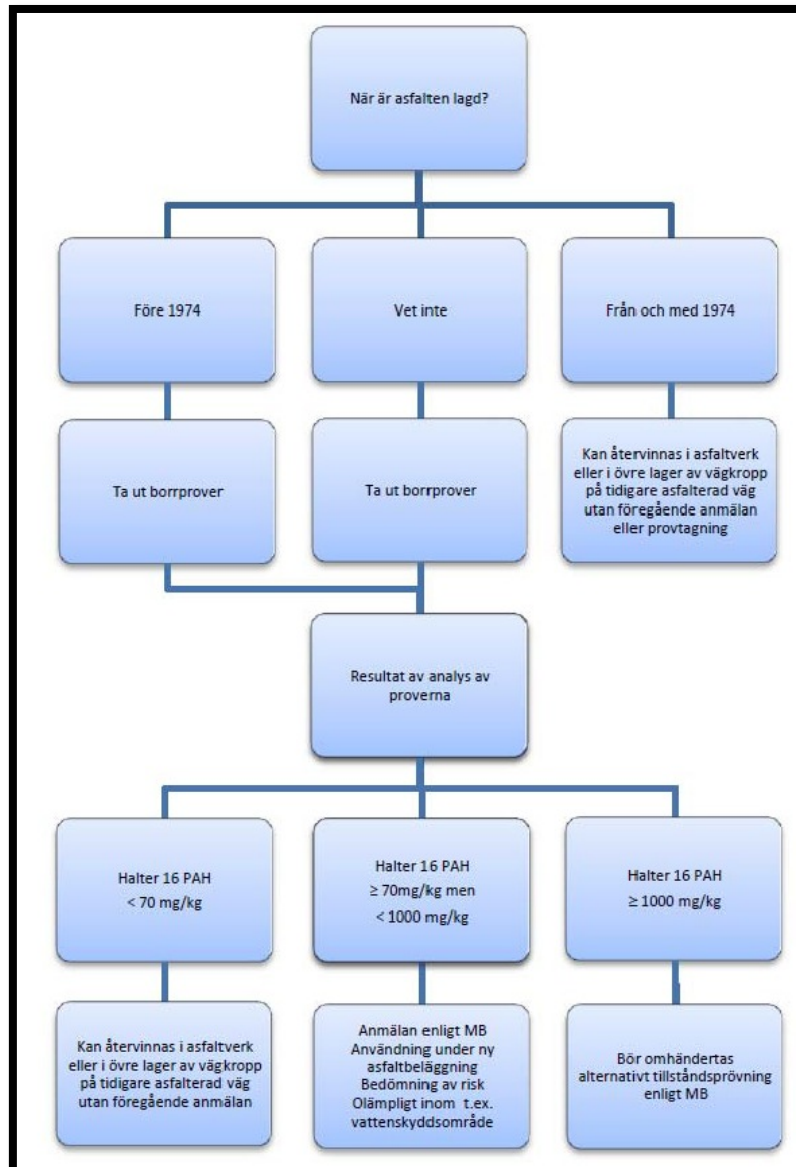 När är asfalten lagd?
Före 1974
Vet inte
Från och med 1974
Ta ut borrprover
Ta ut borrprover
Kan återvinnas i asfaltverk
eller i övre lager av vägkropp
på tidigare asfalterad väg
utan föregående anmälan
eller provtagning
Resultat av analys av
proverna
Halter 16 PAH
< 70 mg/kg
Halter 16 PAH
≥ 70mg/kg men
< 1000 mg/kg
Halter 16 PAH
≥ 1000 mg/kg
Kan återvinnas i asfaltverk
eller i övre lager av vägkropp
på tidigare asfalterad väg
utan föregående anmälan
Anmälan enligt MB
Användning under ny
asfaltbeläggning
Bedömning av risk
Olämpligt inom t.ex.
vattenskyddsområde
Bör omhändertas
alternativt tillståndsprövning
enligt MB